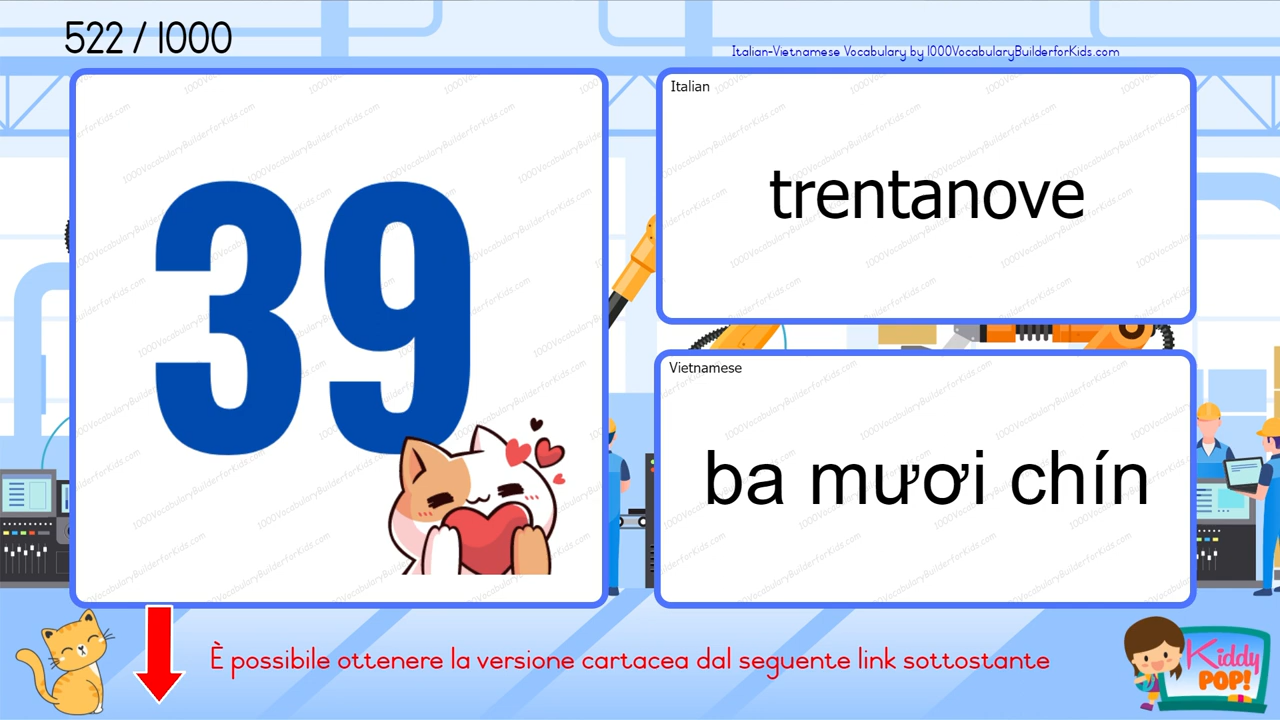 522 / 1000
Italian-Vietnamese Vocabulary by 1000VocabularyBuilderforKids.com
39
Italian
trentanove
Vietnamese
ba mươi chín
È possibile ottenere la versione cartacea dal seguente link sottostante
Kiddy
POP!